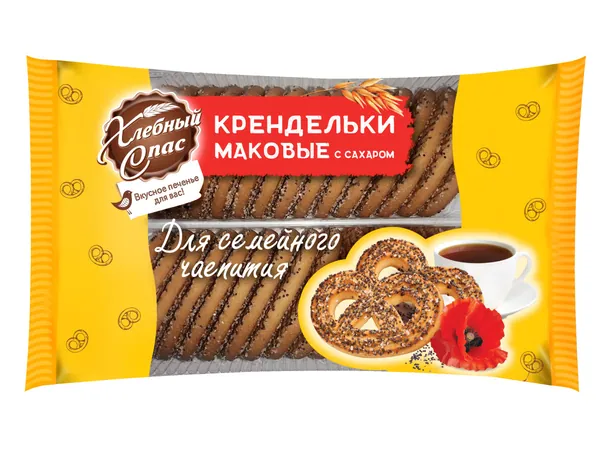 Хлебный
Спас
Вкусное печенье
для вас!
КРЕНДЕЛЬКИ
МАКОВЫЕ С САХАРОМ
Для семейного
чаепития